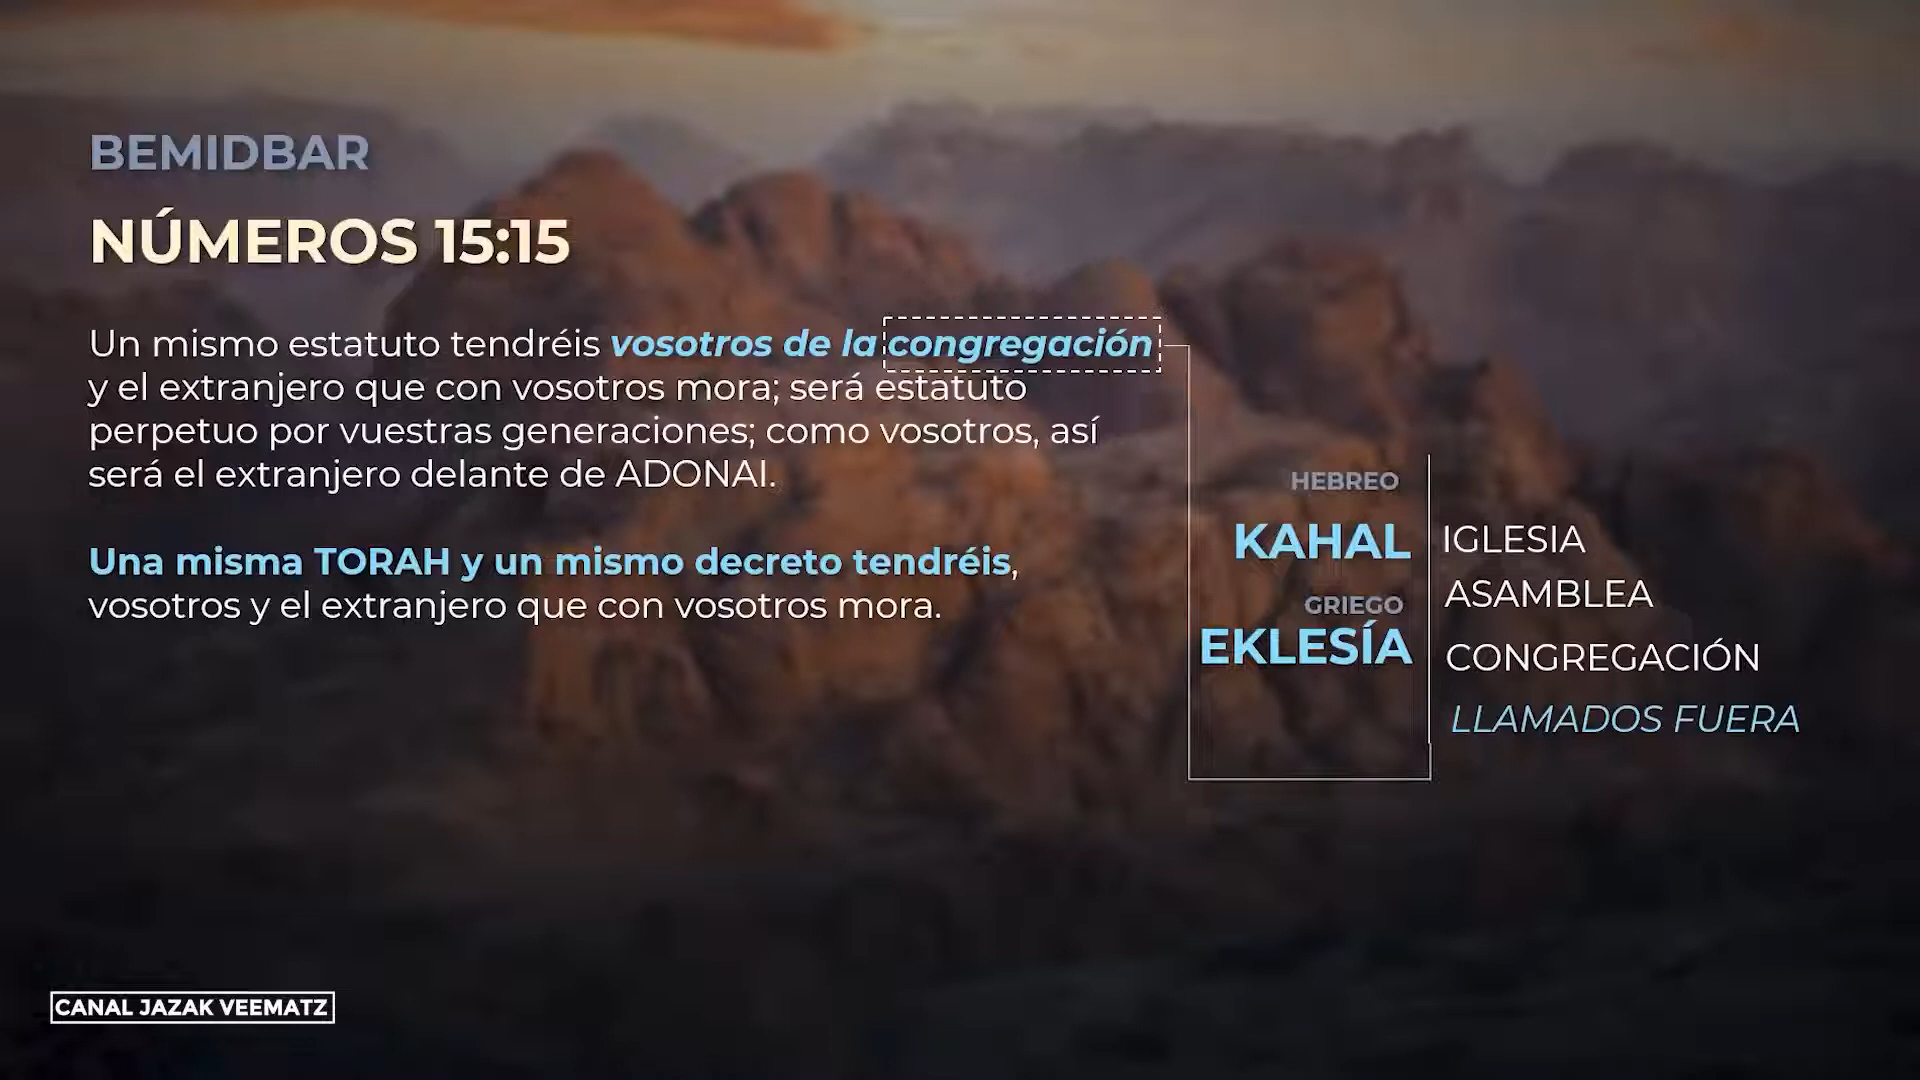 BEMIDBAR
NÚMEROS 15:15
Un mismo estatuto tendréis vosotros de la congregación
y el extranjero que con vosotros mora; será estatuto
perpetuo por vuestras generaciones; como vosotros, así
será el extranjero delante de ADONAI.
Una misma TORAH y un mismo decreto tendréis,
vosotros y el extranjero que con vosotros mora.
HEBREO
KAHAL
GRIEGO
EKLESÍA
IGLESIA
ASAMBLEA
CONGREGACIÓN
LLAMADOS FUERA
CANAL JAZAK VEEMATZ